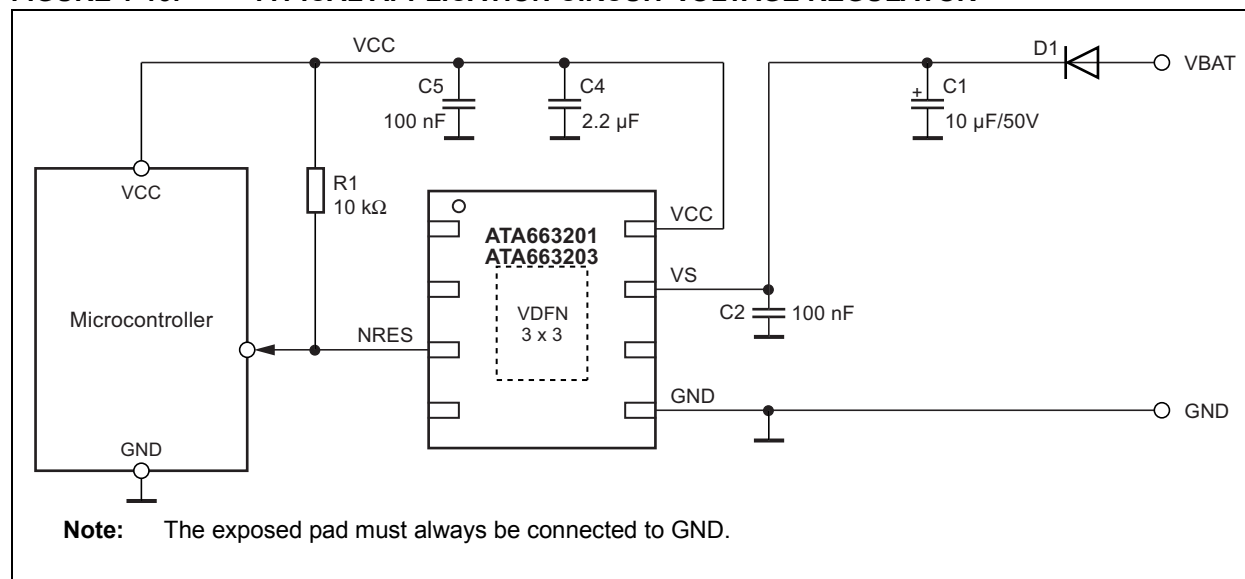 VCC
D1
VBAT
C5
100 nF
C4
2.2 µF
+
C1
10 µF/50V
VCC
R1
10 kΩ
ATA663201
ATA663203
VCC
VS
VDFN
3 x 3
C2
100 nF
Microcontroller
NRES
GND
GND
GND
Note: The exposed pad must always be connected to GND.